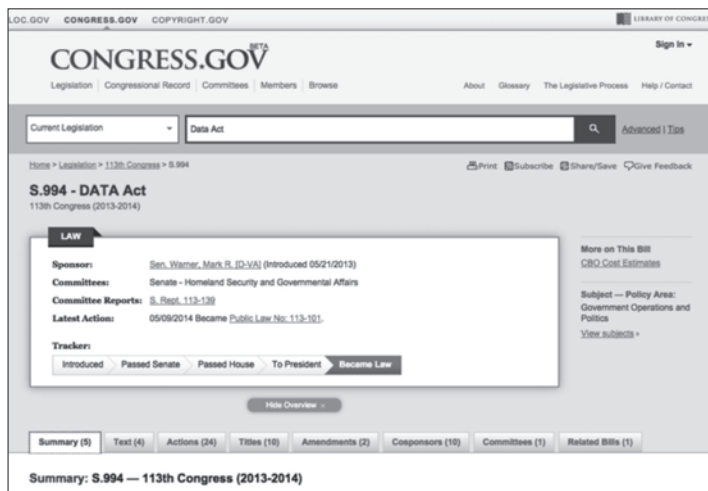 LOC.GOV CONGRESS.GOV COPYRIGHT.GOV LIBRARY OF CONGRE
CONGRESS.GOV BETA
Sign In
Legislation | Congressional Record | Committees | Members | Browse
About Glossary The Legislative Process Help / Contact
Current Legislation Data Act Advanced | Tips
Home > Legislation > 113th Congress > S.994 Print Subscribe Share/Save Give Feedback
S.994 - DATA Act
113th Congress (2013-2014)
LAW
Sponsor: Sen. Warner, Mark R. [D-VA] (Introduced 05/21/2013)
Committees: Senate - Homeland Security and Governmental Affairs
Committee Reports: S. Rept. 113-139
Latest Action: 05/09/2014 Became Public Law No: 113-101.
Tracker:
Introduced Passed Senate Passed House To President Became Law
More on This Bill
CBO Cost Estimates
Subject — Policy Area:
Government Operations and
Politics
View subjects »
Hide Overview
Summary (5) Text (4) Actions (24) Titles (10) Amendments (2) Cosponsors (10) Committees (1) Related Bills (1)
Summary: S.994 — 113th Congress (2013-2014)